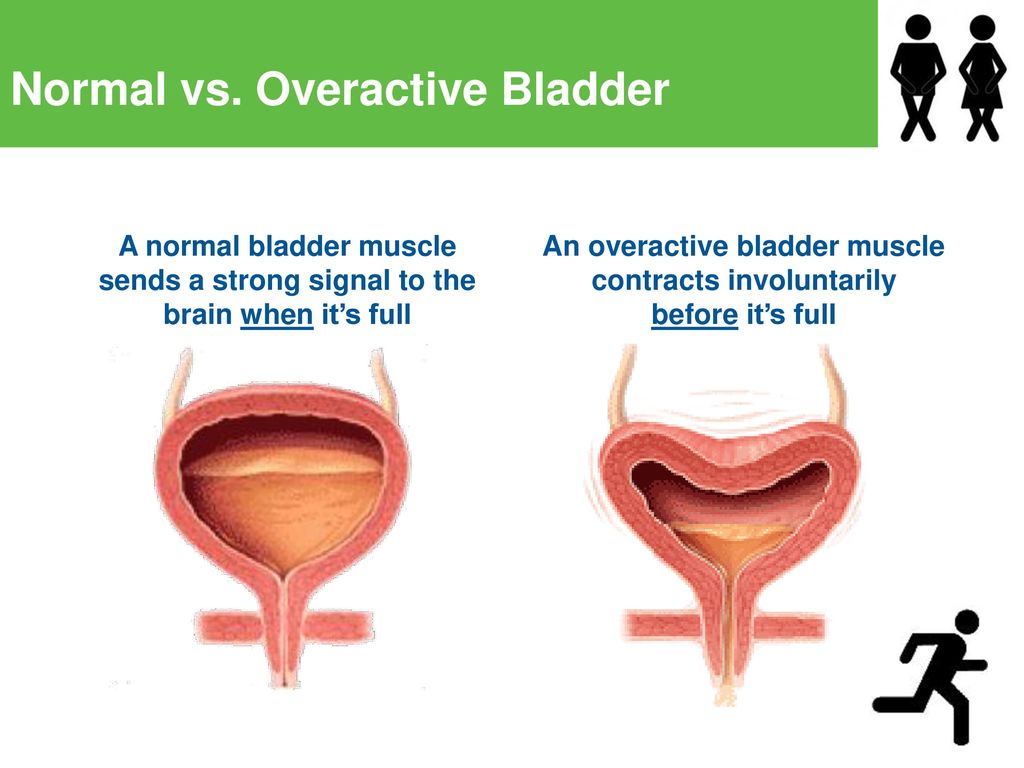 Normal vs. Overactive Bladder
A normal bladder muscle
sends a strong signal to the
brain when it’s full
An overactive bladder muscle
contracts involuntarily
before it’s full